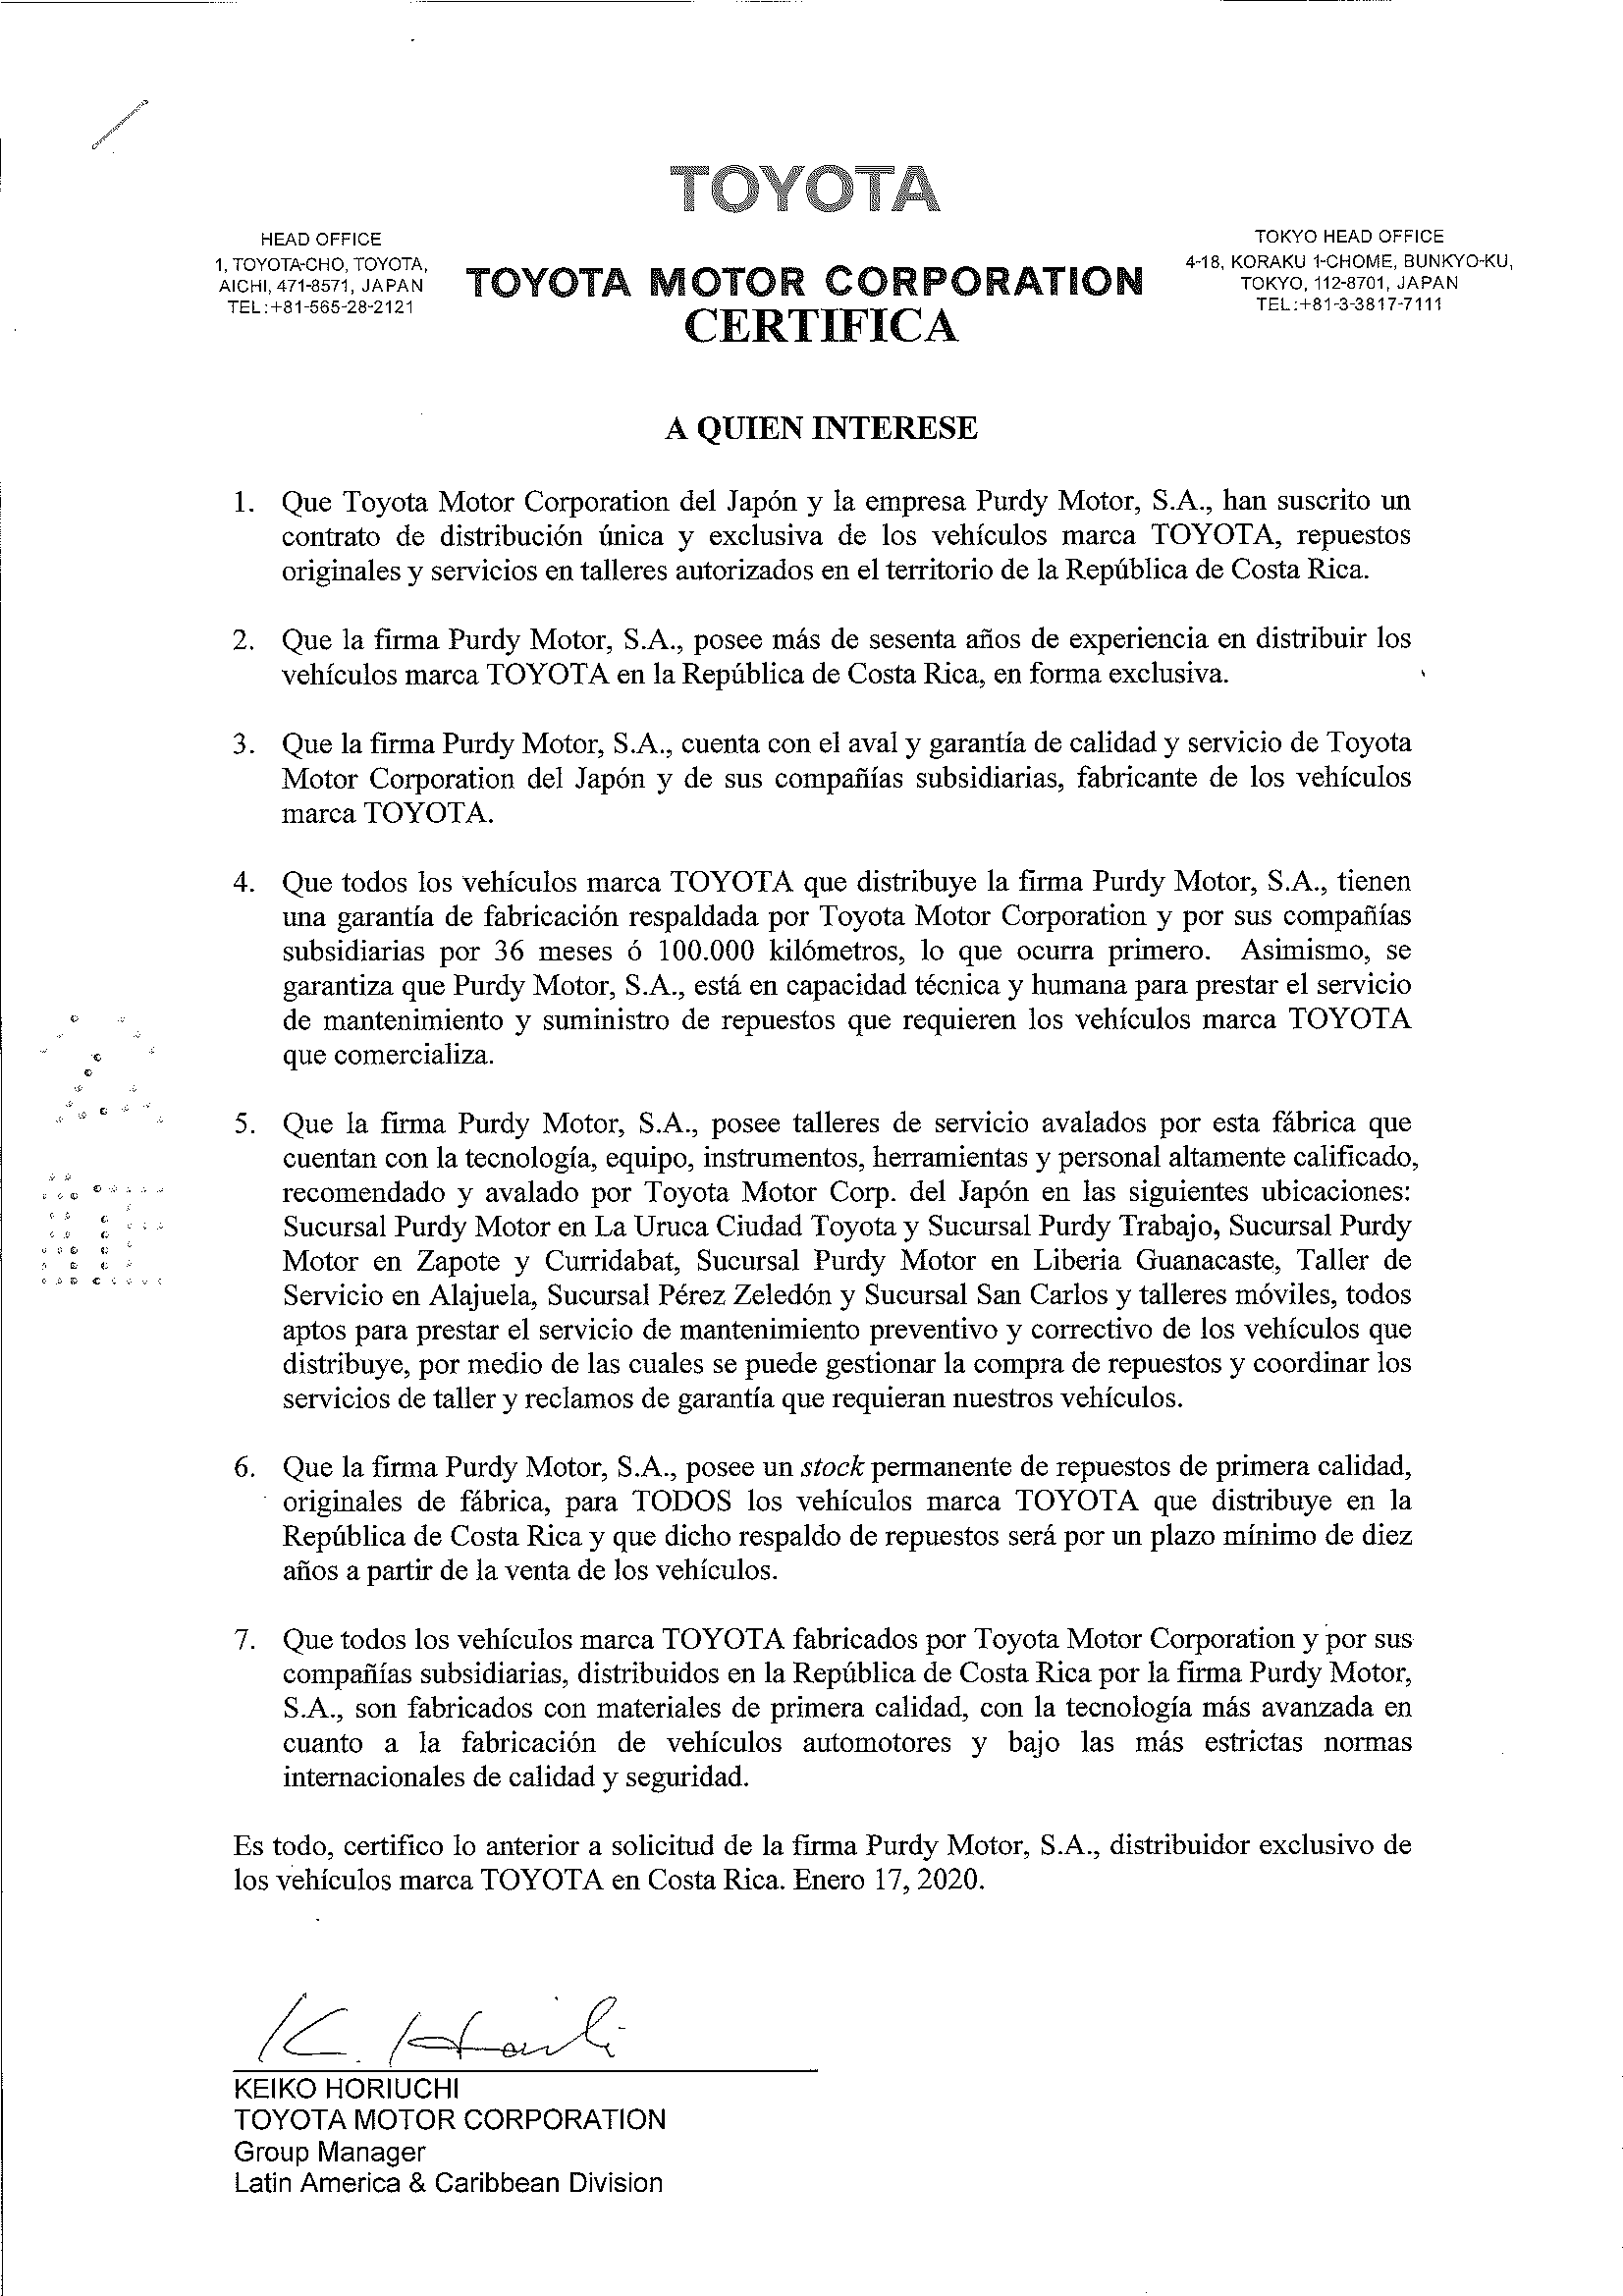 TOYOTA
HEAD OFFICE
1, TOYOTA-CHO, TOYOTA,
AICHI, 471-8571, JAPAN
TEL:+81-565-28-2121
TOYOTA MOTOR CORPORATION
CERTIFICA
TOKYO HEAD OFFICE
4-18, KORAKU 1-CHOME, BUNKYO-KU,
TOKYO, 112-8701, JAPAN
TEL:+81-3-3817-7111
A QUIEN INTERESE
1. Que Toyota Motor Corporation del Japón y la empresa Purdy Motor, S.A., han suscrito un
contrato de distribución única y exclusiva de los vehículos marca TOYOTA, repuestos
originales y servicios en talleres autorizados en el territorio de la República de Costa Rica.
2. Que la firma Purdy Motor, S.A., posee más de sesenta años de experiencia en distribuir los
vehículos marca TOYOTA en la República de Costa Rica, en forma exclusiva.
3. Que la firma Purdy Motor, S.A., cuenta con el aval y garantía de calidad y servicio de Toyota
Motor Corporation del Japón y de sus compañías subsidiarias, fabricante de los vehículos
marca TOYOTA.
4. Que todos los vehículos marca TOYOTA que distribuye la firma Purdy Motor, S.A., tienen
una garantía de fabricación respaldada por Toyota Motor Corporation y por sus compañías
subsidiarias por 36 meses ó 100.000 kilómetros, lo que ocurra primero. Asimismo, se
garantiza que Purdy Motor, S.A., está en capacidad técnica y humana para prestar el servicio
de mantenimiento y suministro de repuestos que requieren los vehículos marca TOYOTA
que comercializa.
5. Que la firma Purdy Motor, S.A., posee talleres de servicio avalados por esta fábrica que
cuentan con la tecnología, equipo, instrumentos, herramientas y personal altamente calificado,
recomendado y avalado por Toyota Motor Corp. del Japón en las siguientes ubicaciones:
Sucursal Purdy Motor en La Uruca Ciudad Toyota y Sucursal Purdy Trabajo, Sucursal Purdy
Motor en Zapote y Curridabat, Sucursal Purdy Motor en Liberia Guanacaste, Taller de
Servicio en Alajuela, Sucursal Pérez Zeledón y Sucursal San Carlos y talleres móviles, todos
aptos para prestar el servicio de mantenimiento preventivo y correctivo de los vehículos que
distribuye, por medio de las cuales se puede gestionar la compra de repuestos y coordinar los
servicios de taller y reclamos de garantía que requieran nuestros vehículos.
6. Que la firma Purdy Motor, S.A., posee un stock permanente de repuestos de primera calidad,
originales de fábrica, para TODOS los vehículos marca TOYOTA que distribuye en la
República de Costa Rica y que dicho respaldo de repuestos será por un plazo mínimo de diez
años a partir de la venta de los vehículos.
7. Que todos los vehículos marca TOYOTA fabricados por Toyota Motor Corporation y por sus
compañías subsidiarias, distribuidos en la República de Costa Rica por la firma Purdy Motor,
S.A., son fabricados con materiales de primera calidad, con la tecnología más avanzada en
cuanto a la fabricación de vehículos automotores y bajo las más estrictas normas
internacionales de calidad y seguridad.
Es todo, certifico lo anterior a solicitud de la firma Purdy Motor, S.A., distribuidor exclusivo de
los vehículos marca TOYOTA en Costa Rica. Enero 17, 2020.
KEIKO HORIUCHI
TOYOTA MOTOR CORPORATION
Group Manager
Latin America & Caribbean Division